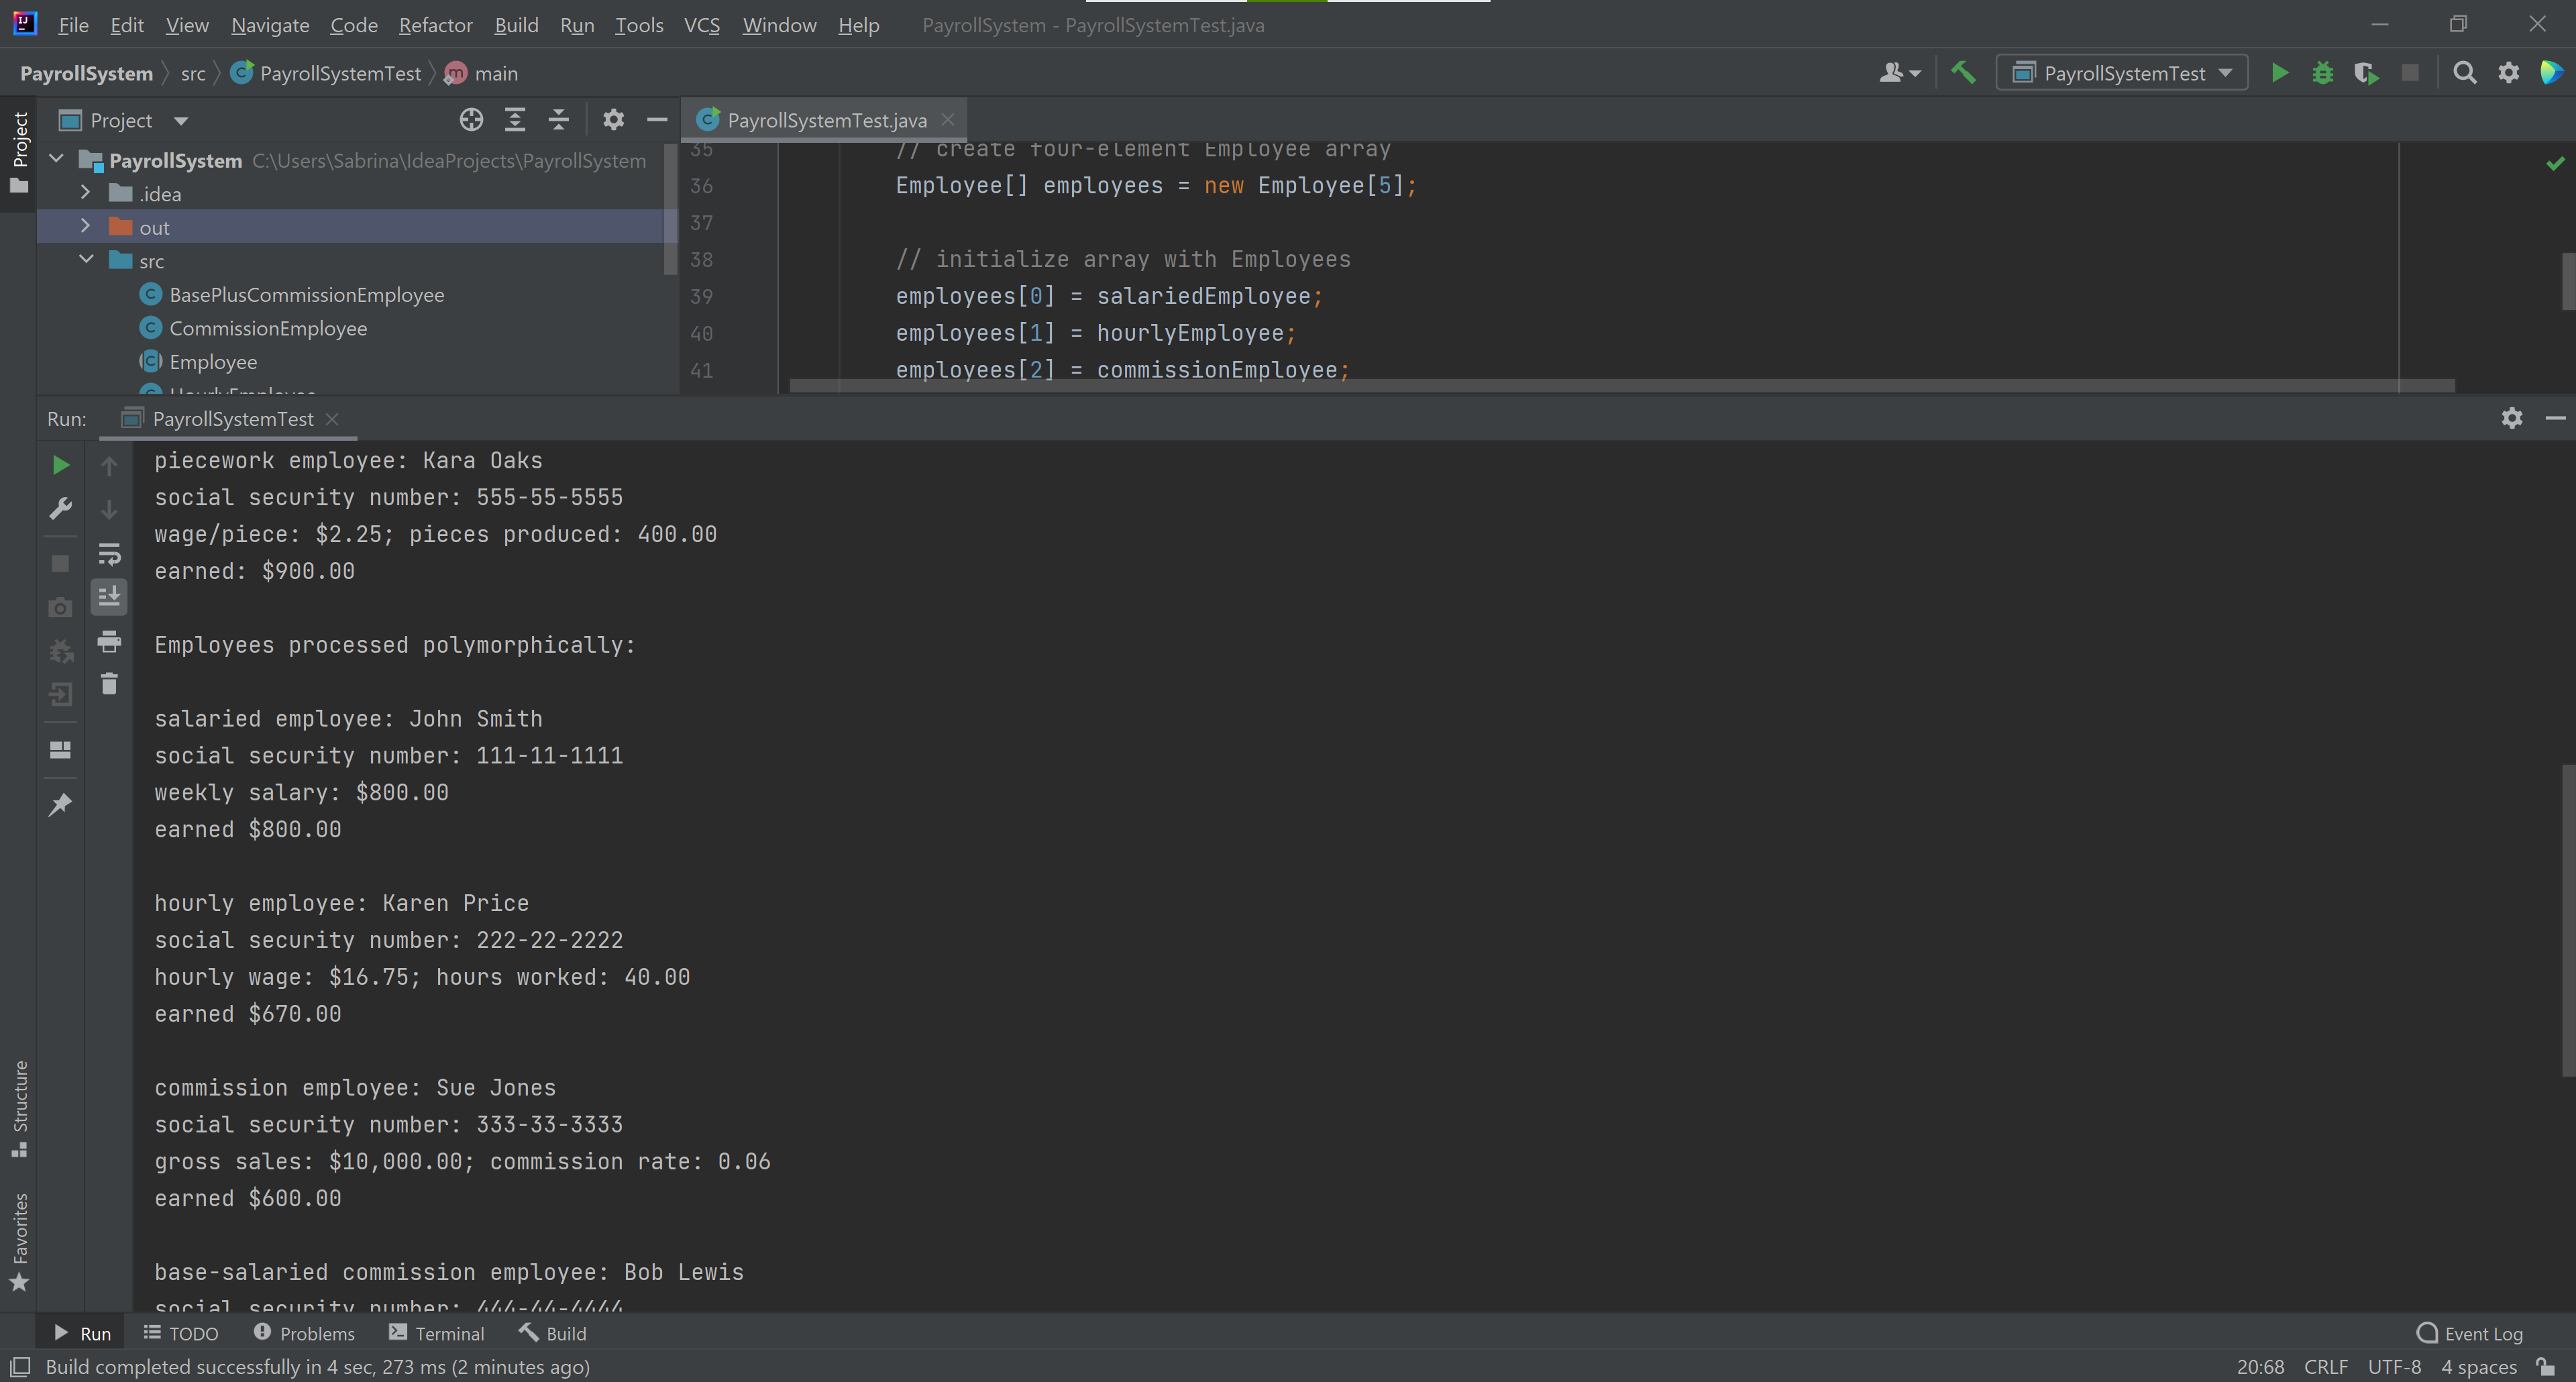 File Edit View Navigate Code Refactor Build Run Tools VCS Window Help PayrollSystem - PayrollSystemTest.java
PayrollSystem src PayrollSystemTest main PayrollSystemTest
Project
Project
PayrollSystemTest.java
PayrollSystem C:\Users\Sabrina\IdeaProjects\PayrollSystem
.idea
out
src
BasePlusCommissionEmployee
CommissionEmployee
Employee
HourlyEmployee
35 // create four-element Employee array
36 Employee[] employees = new Employee[5];
37
38 // initialize array with Employees
39 employees[0] = salariedEmployee;
40 employees[1] = hourlyEmployee;
41 employees[2] = commissionEmployee;
Run: PayrollSystemTest
piecework employee: Kara Oaks
social security number: 555-55-5555
wage/piece: $2.25; pieces produced: 400.00
earned: $900.00
Employees processed polymorphically:
salaried employee: John Smith
social security number: 111-11-1111
weekly salary: $800.00
earned $800.00
hourly employee: Karen Price
social security number: 222-22-2222
hourly wage: $16.75; hours worked: 40.00
earned $670.00
commission employee: Sue Jones
social security number: 333-33-3333
gross sales: $10,000.00; commission rate: 0.06
earned $600.00
base-salaried commission employee: Bob Lewis
social security number: 444-44-4444
Structure
Favorites
Run TODO Problems Terminal Build Event Log
Build completed successfully in 4 sec, 273 ms (2 minutes ago) 20:68 CRLF UTF-8 4 spaces